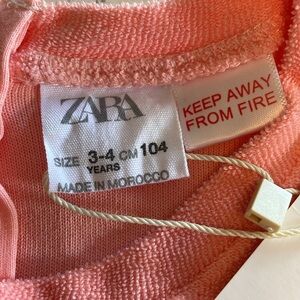 ZARA
SIZE 3-4 CM 104
YEARS
MADE IN MOROCCO
KEEP AWAY
FROM FIRE